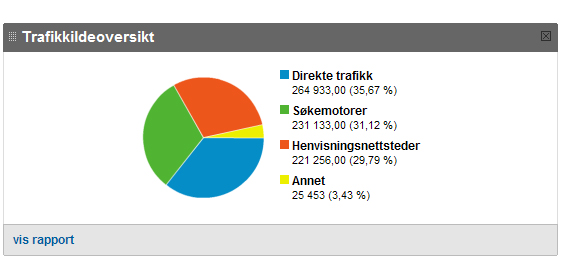 Trafikkildeoversikt
Direkte trafikk
264 933,00 (35,67 %)
Søkemotorer
231 133,00 (31,12 %)
Henvisningsnettsteder
221 256,00 (29,79 %)
Annet
25 453 (3,43 %)
vis rapport